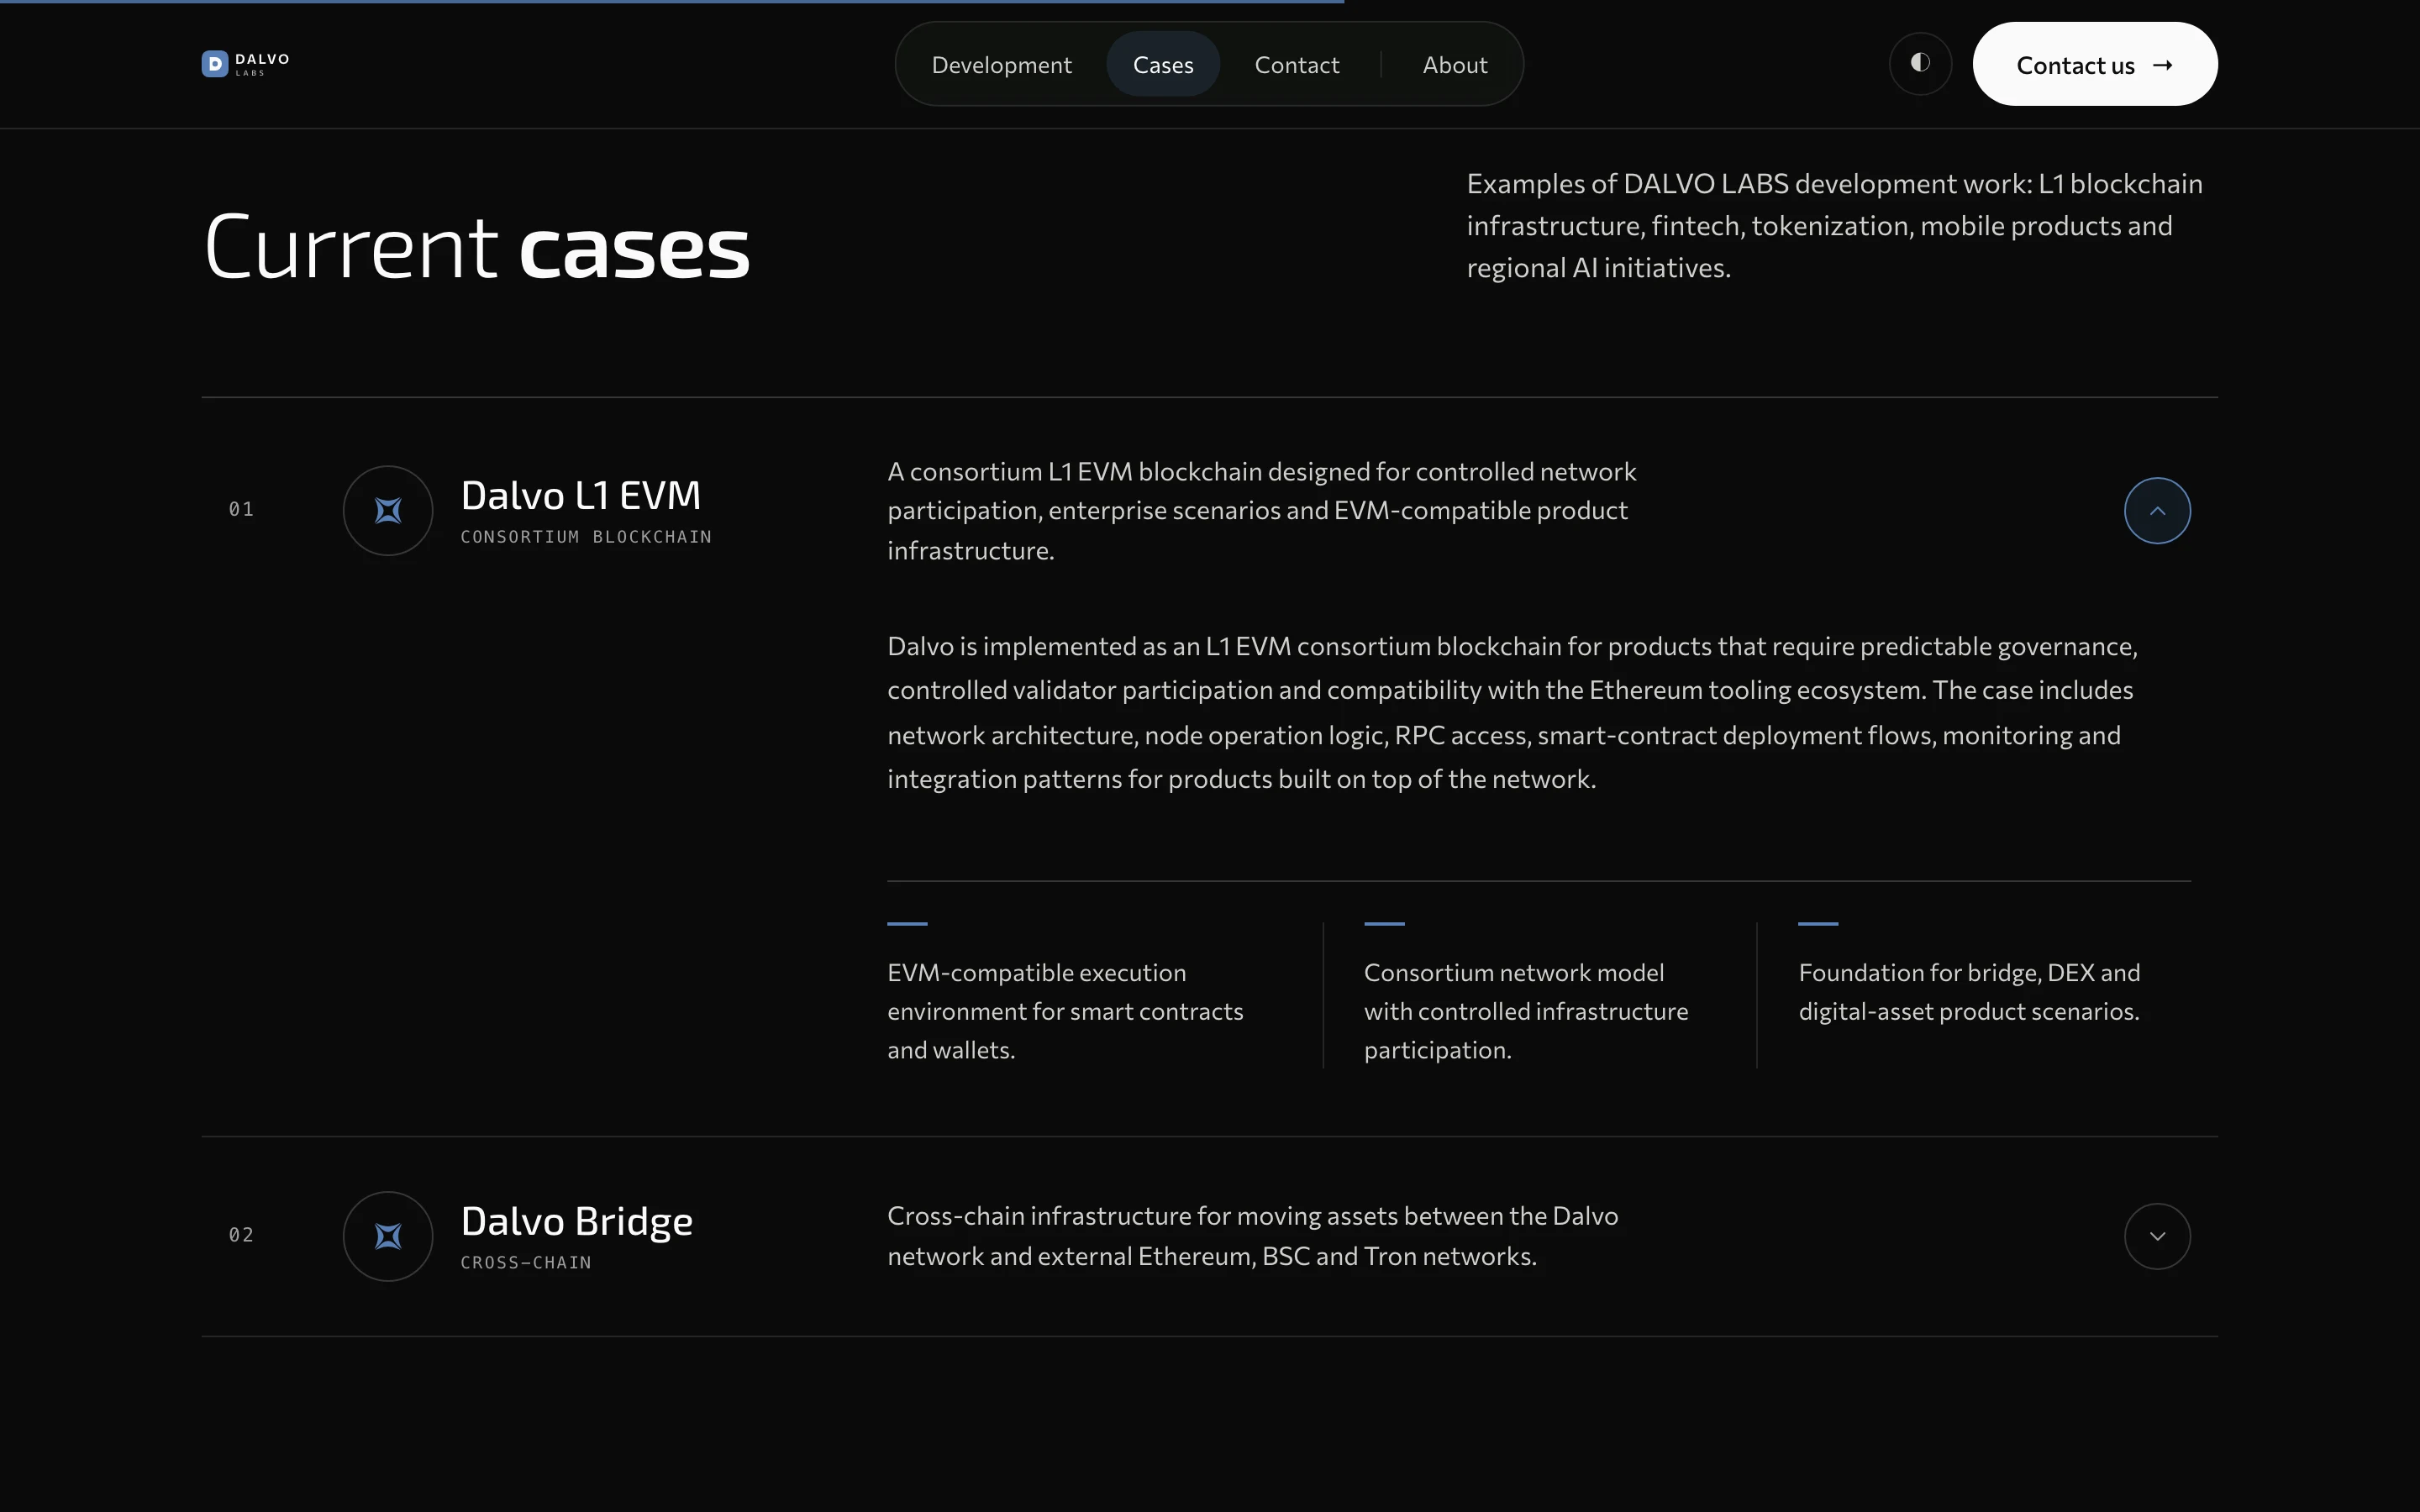 DALVO
LABS
Development
Cases
Contact
About
Contact us →
Current cases
Examples of DALVO LABS development work: L1 blockchain
infrastructure, fintech, tokenization, mobile products and
regional AI initiatives.
01
Dalvo L1 EVM
CONSORTIUM BLOCKCHAIN
A consortium L1 EVM blockchain designed for controlled network
participation, enterprise scenarios and EVM-compatible product
infrastructure.
Dalvo is implemented as an L1 EVM consortium blockchain for products that require predictable governance,
controlled validator participation and compatibility with the Ethereum tooling ecosystem. The case includes
network architecture, node operation logic, RPC access, smart-contract deployment flows, monitoring and
integration patterns for products built on top of the network.
EVM-compatible execution
environment for smart contracts
and wallets.
Consortium network model
with controlled infrastructure
participation.
Foundation for bridge, DEX and
digital-asset product scenarios.
02
Dalvo Bridge
CROSS-CHAIN
Cross-chain infrastructure for moving assets between the Dalvo
network and external Ethereum, BSC and Tron networks.